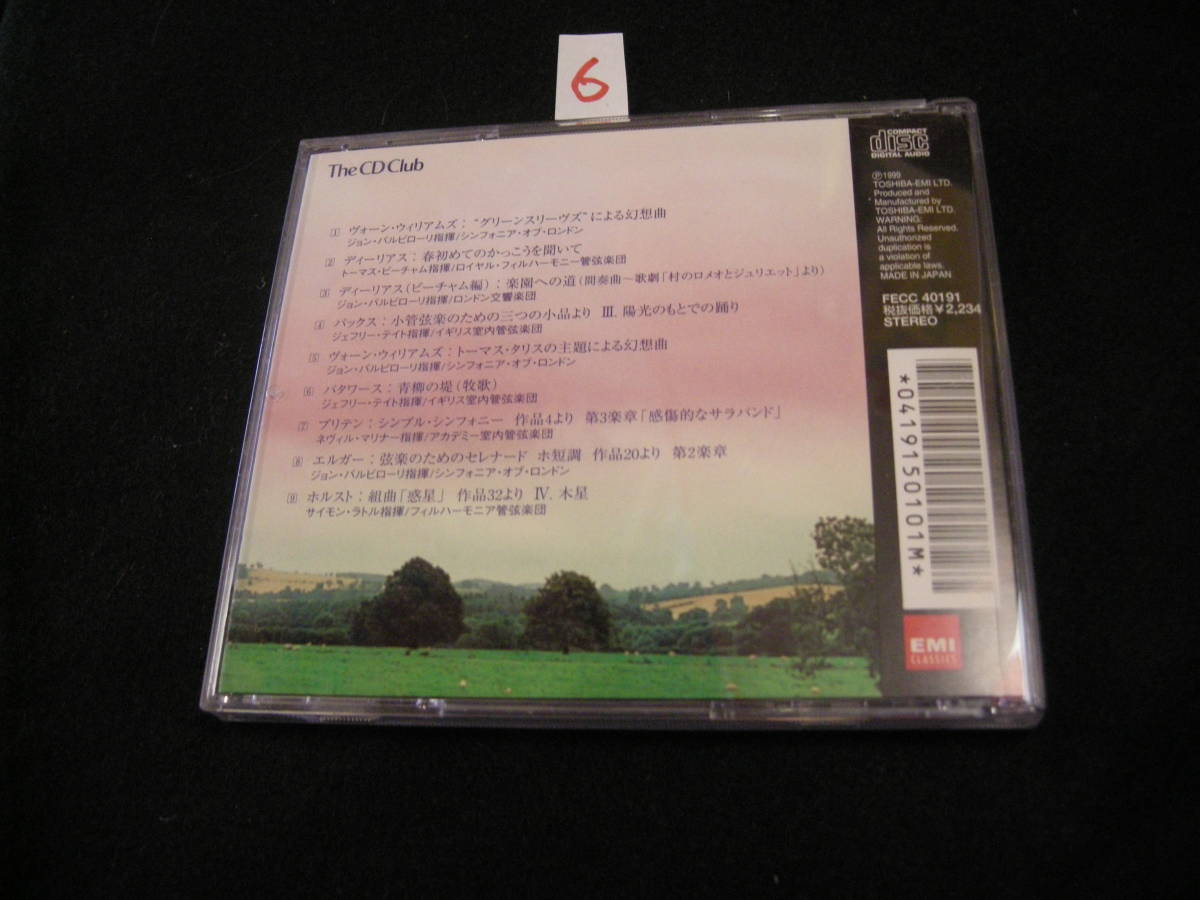 6
The CD Club
1 ヴォーン・ウィリアムズ：“グリーンスリーヴズ”による幻想曲
ジョン・バルビローリ指揮/シンフォニア・オブ・ロンドン
2 ディーリアス：春初めてのかっこうを聞いて
トーマス・ビーチャム指揮/ロイヤル・フィルハーモニー管弦楽団
3 ディーリアス（ビーチャム編）：楽園への道（間奏曲〜歌劇「村のロメオとジュリエット」より）
ジョン・バルビローリ指揮/ロンドン交響楽団
4 バックス：小管弦楽のための三つの小品より Ⅲ. 陽光のもとでの踊り
ジェフリー・テイト指揮/イギリス室内管弦楽団
5 ヴォーン・ウィリアムズ：トーマス・タリスの主題による幻想曲
ジョン・バルビローリ指揮/シンフォニア・オブ・ロンドン
6 バタワース：青柳の堤（牧歌）
ジェフリー・テイト指揮/イギリス室内管弦楽団
7 ブリテン：シンプル・シンフォニー 作品4より 第3楽章「感傷的なサラバンド」
ネヴィル・マリナー指揮/アカデミー室内管弦楽団
8 エルガー：弦楽のためのセレナード ホ短調 作品20より 第2楽章
ジョン・バルビローリ指揮/シンフォニア・オブ・ロンドン
9 ホルスト：組曲「惑星」 作品32より Ⅳ. 木星
サイモン・ラトル指揮/フィルハーモニア管弦楽団
COMPACT
disc
DIGITAL AUDIO
Ⓟ1999
TOSHIBA-EMI LTD.
Produced and
Manufactured by
TOSHIBA-EMI LTD.
WARNING:
All Rights Reserved.
Unauthorized
duplication is
a violation of
applicable laws.
MADE IN JAPAN
FECC 40191
税抜価格¥2,234
STEREO
*0419150101M*
EMI
CLASSICS